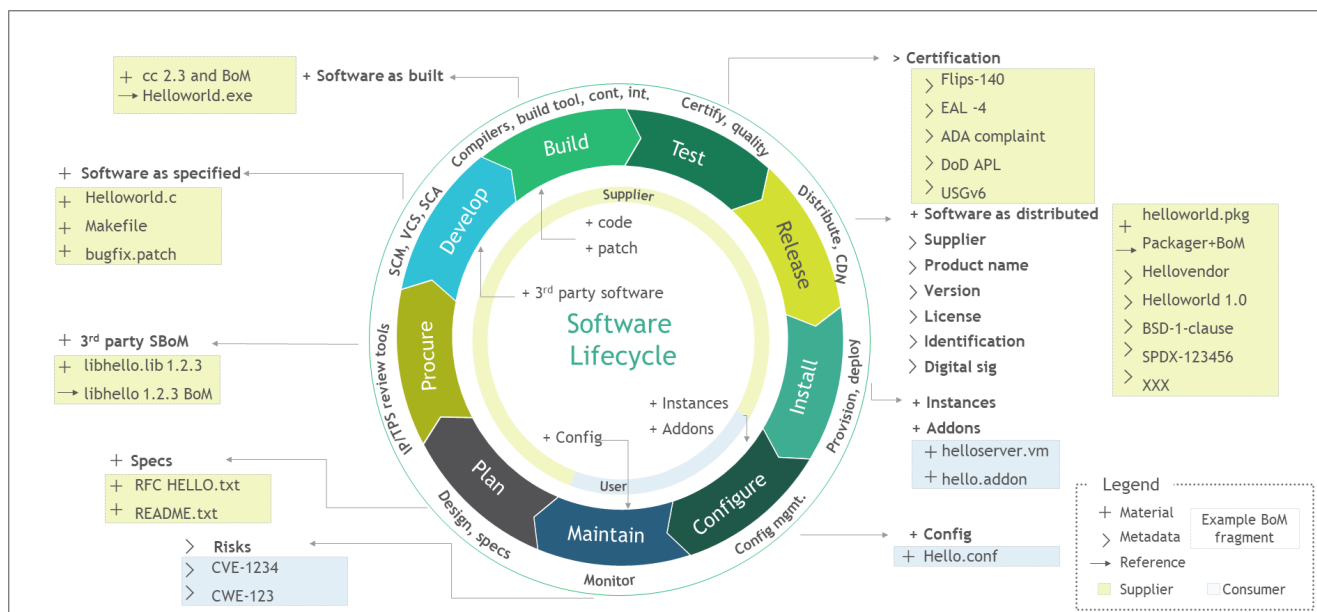 + cc 2.3 and BoM
→ Helloworld.exe
+ Software as built
+ Software as specified
+ Helloworld.c
+ Makefile
+ bugfix.patch
+ 3rd party SBoM
+ libhello.lib 1.2.3
→ libhello 1.2.3 BoM
+ Specs
+ RFC HELLO.txt
+ README.txt
> Risks
> CVE-1234
> CWE-123
Compilers, build tool, cont, int.
Certify, quality
Distribute, CDN
Provision, deploy
Config mgmt.
Monitor
Design, specs
IP/TPS review tools
SCM, VCS, SCA
Build
Test
Release
Install
Configure
Maintain
Plan
Procure
Develop
Supplier
+ code
+ patch
+ 3rd party software
Software
Lifecycle
+ Instances
+ Addons
+ Config
User
> Certification
> Flips-140
> EAL -4
> ADA complaint
> DoD APL
> USGv6
+ Software as distributed
> Supplier
> Product name
> Version
> License
> Identification
> Digital sig
+ helloworld.pkg
→ Packager+BoM
> Hellovendor
> Helloworld 1.0
> BSD-1-clause
> SPDX-123456
> XXX
+ Instances
+ Addons
+ helloserver.vm
+ hello.addon
+ Config
+ Hello.conf
Legend
+ Material
> Metadata
→ Reference
Example BoM
fragment
Supplier
Consumer